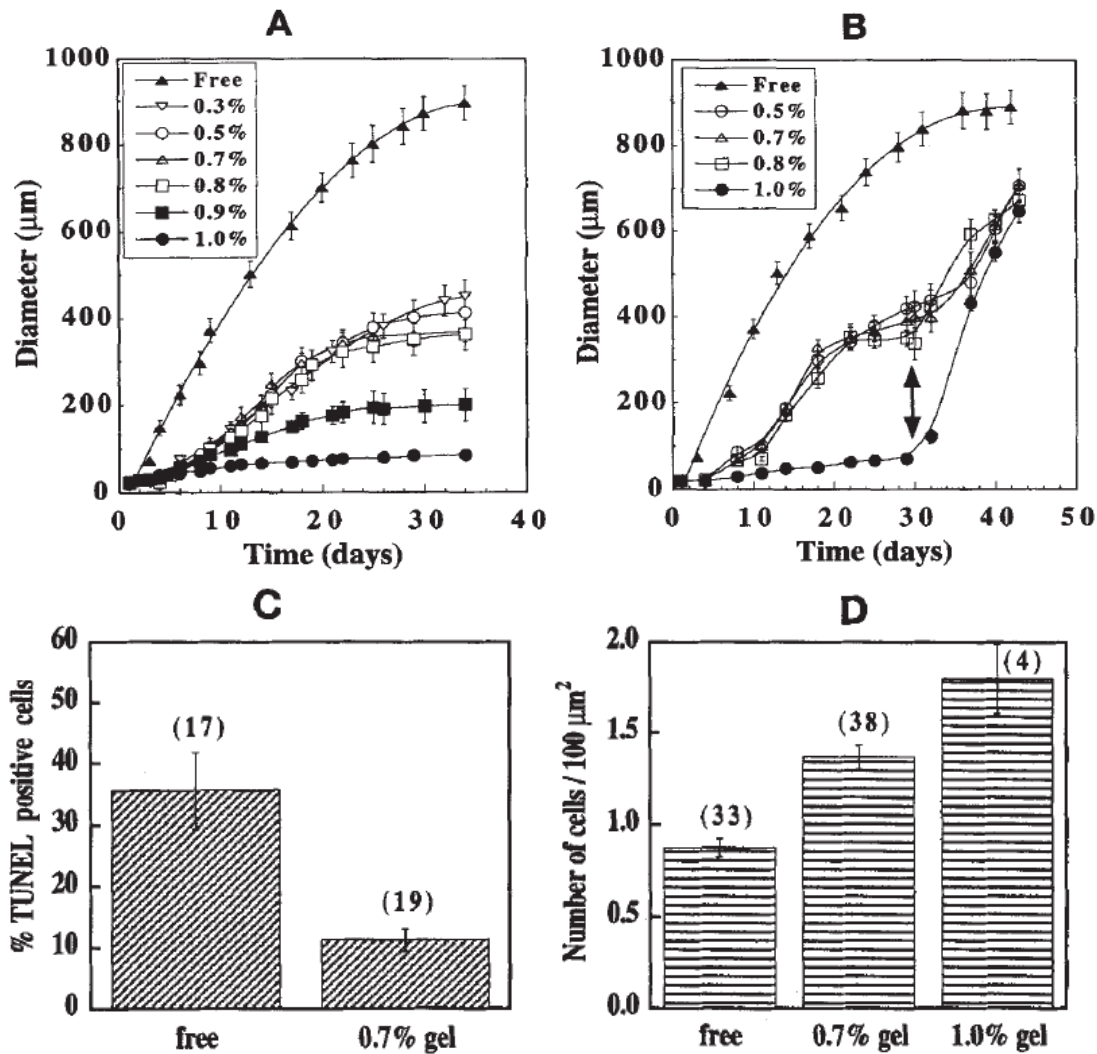 A
1000
800
600
400
200
0
Diameter (μm)
Free
0.3%
0.5%
0.7%
0.8%
0.9%
1.0%
0
10
20
30
40
Time (days)
B
1000
800
600
400
200
0
Diameter (μm)
Free
0.5%
0.7%
0.8%
1.0%
0
10
20
30
40
50
Time (days)
C
60
50
40
30
20
10
0
% TUNEL positive cells
(17)
(19)
free
0.7% gel
D
2.0
1.5
1.0
0.5
0.0
Number of cells / 100 μm²
(33)
(38)
(4)
free
0.7% gel
1.0% gel